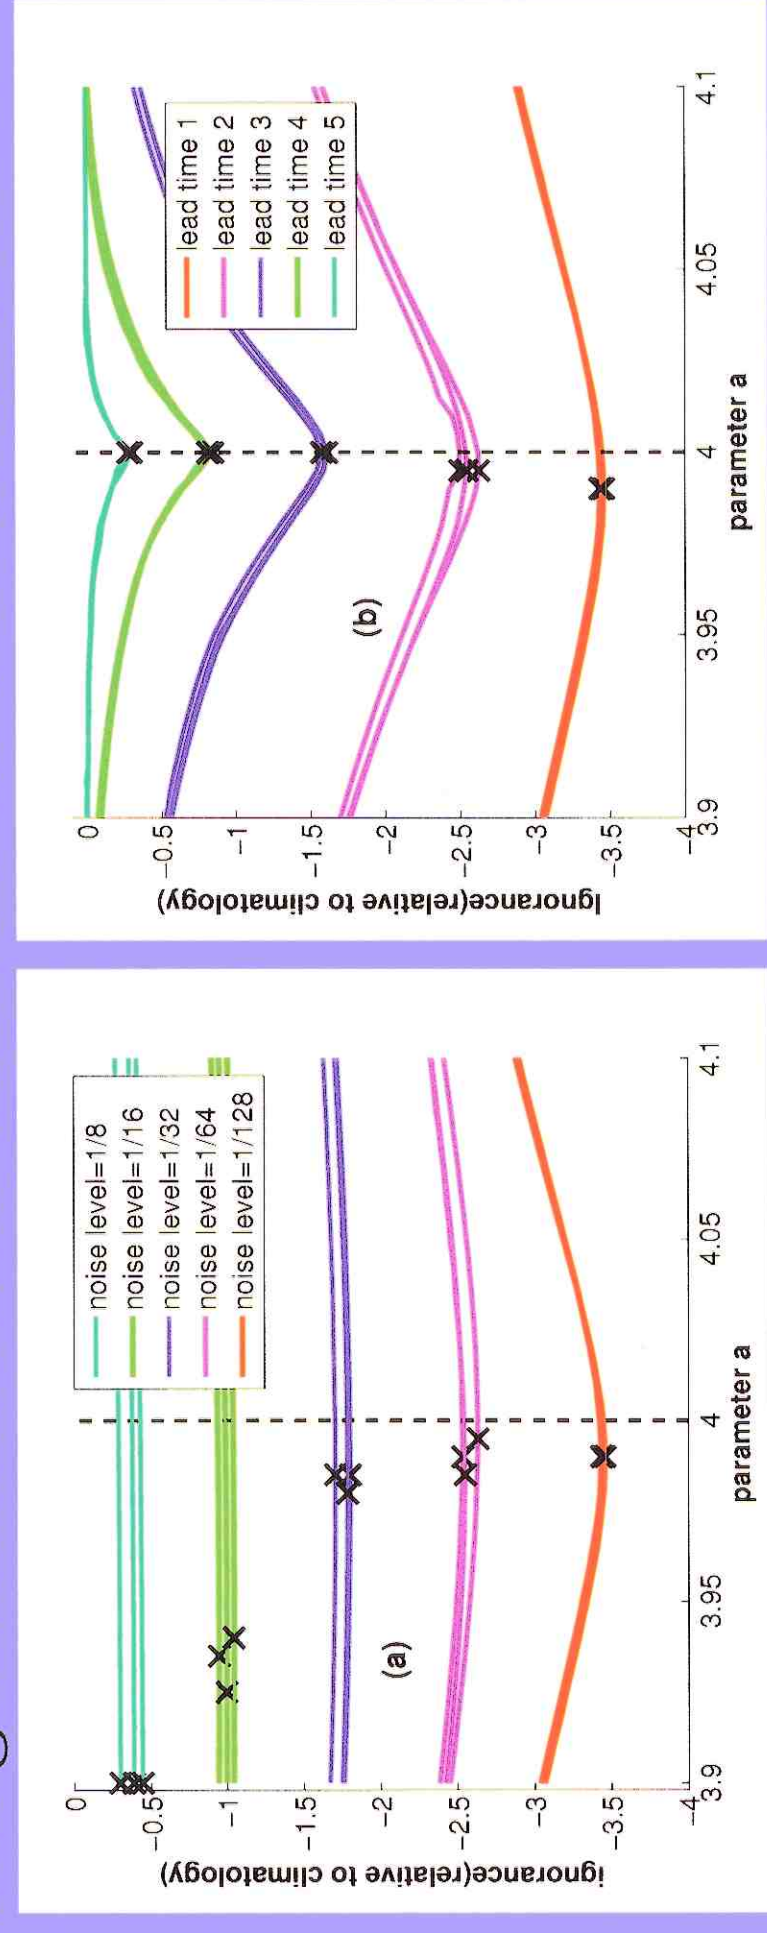 ignorance(relative to climatology)
0
−0.5
−1
−1.5
−2
−2.5
−3
−3.5
−4
noise level=1/8
noise level=1/16
noise level=1/32
noise level=1/64
noise level=1/128
(a)
3.9
3.95
4
4.05
4.1
parameter a
Ignorance(relative to climatology)
0
−0.5
−1
−1.5
−2
−2.5
−3
−3.5
−4
lead time 1
lead time 2
lead time 3
lead time 4
lead time 5
(b)
3.9
3.95
4
4.05
4.1
parameter a